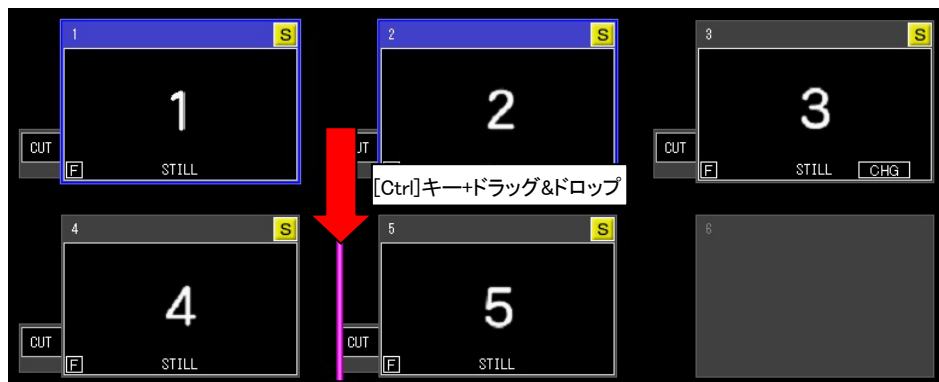 1 S
2 S
3 S
1
2
3
CUT
UT
CUT
F STILL
[Ctrl]キー+ドラッグ&ドロップ
F STILL CHG
4 S
5 S
6
4
5
CUT
CUT
F STILL
F STILL